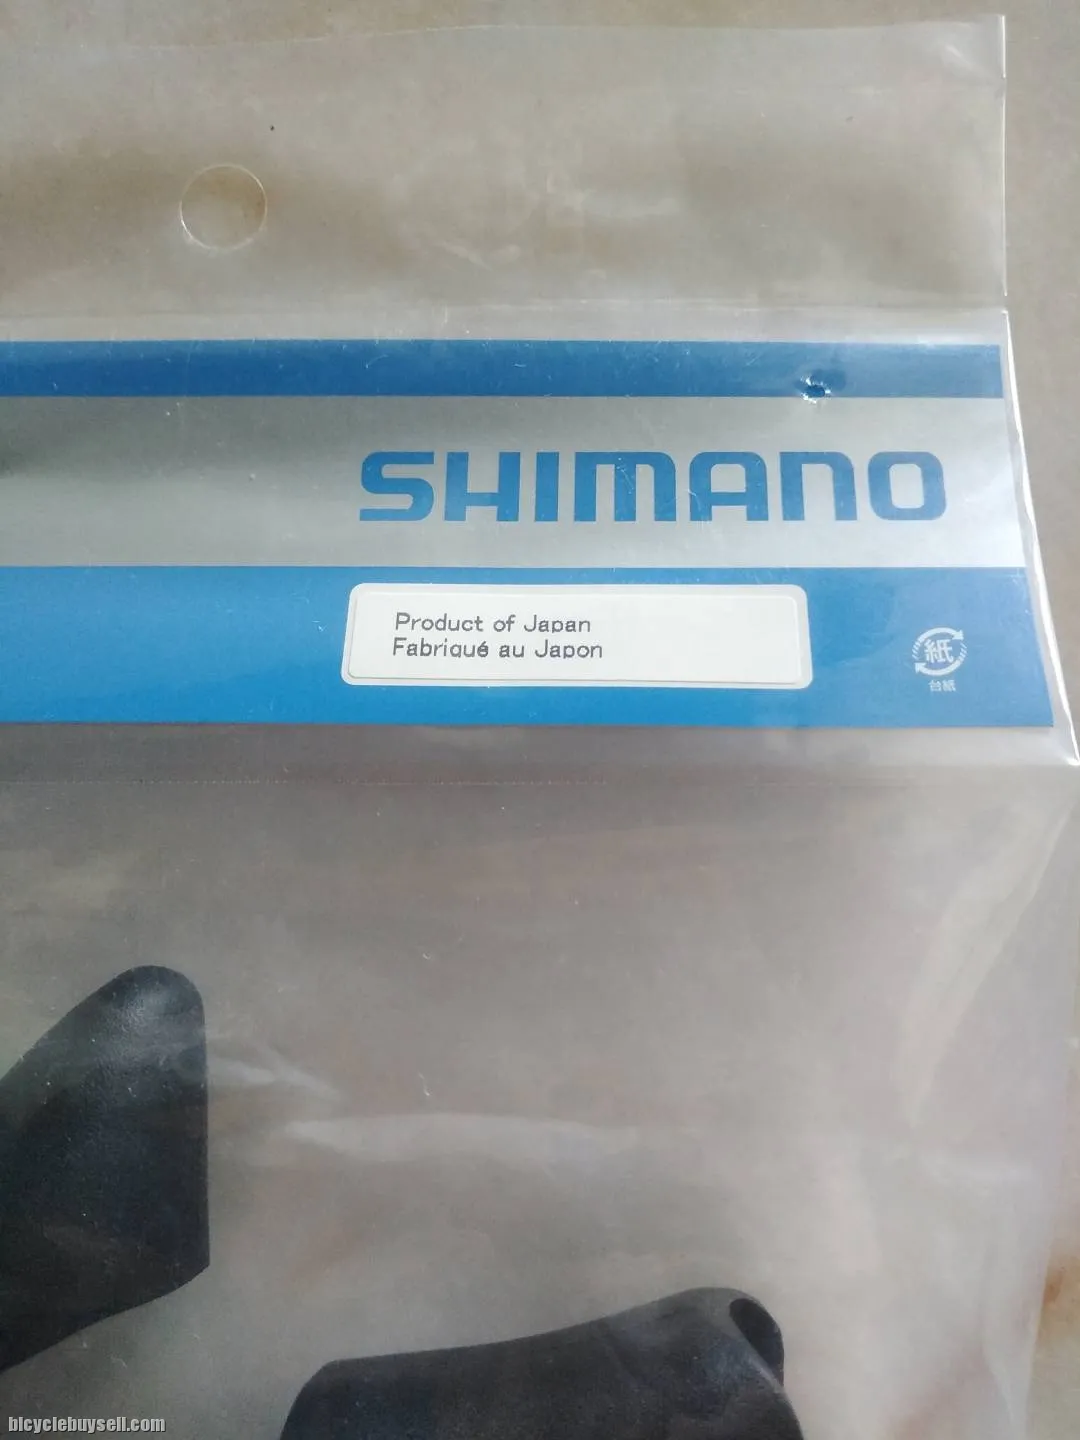 SHIMANO
Product of Japan
Fabriqué au Japon
紙
台紙
bicyclebuysell.com